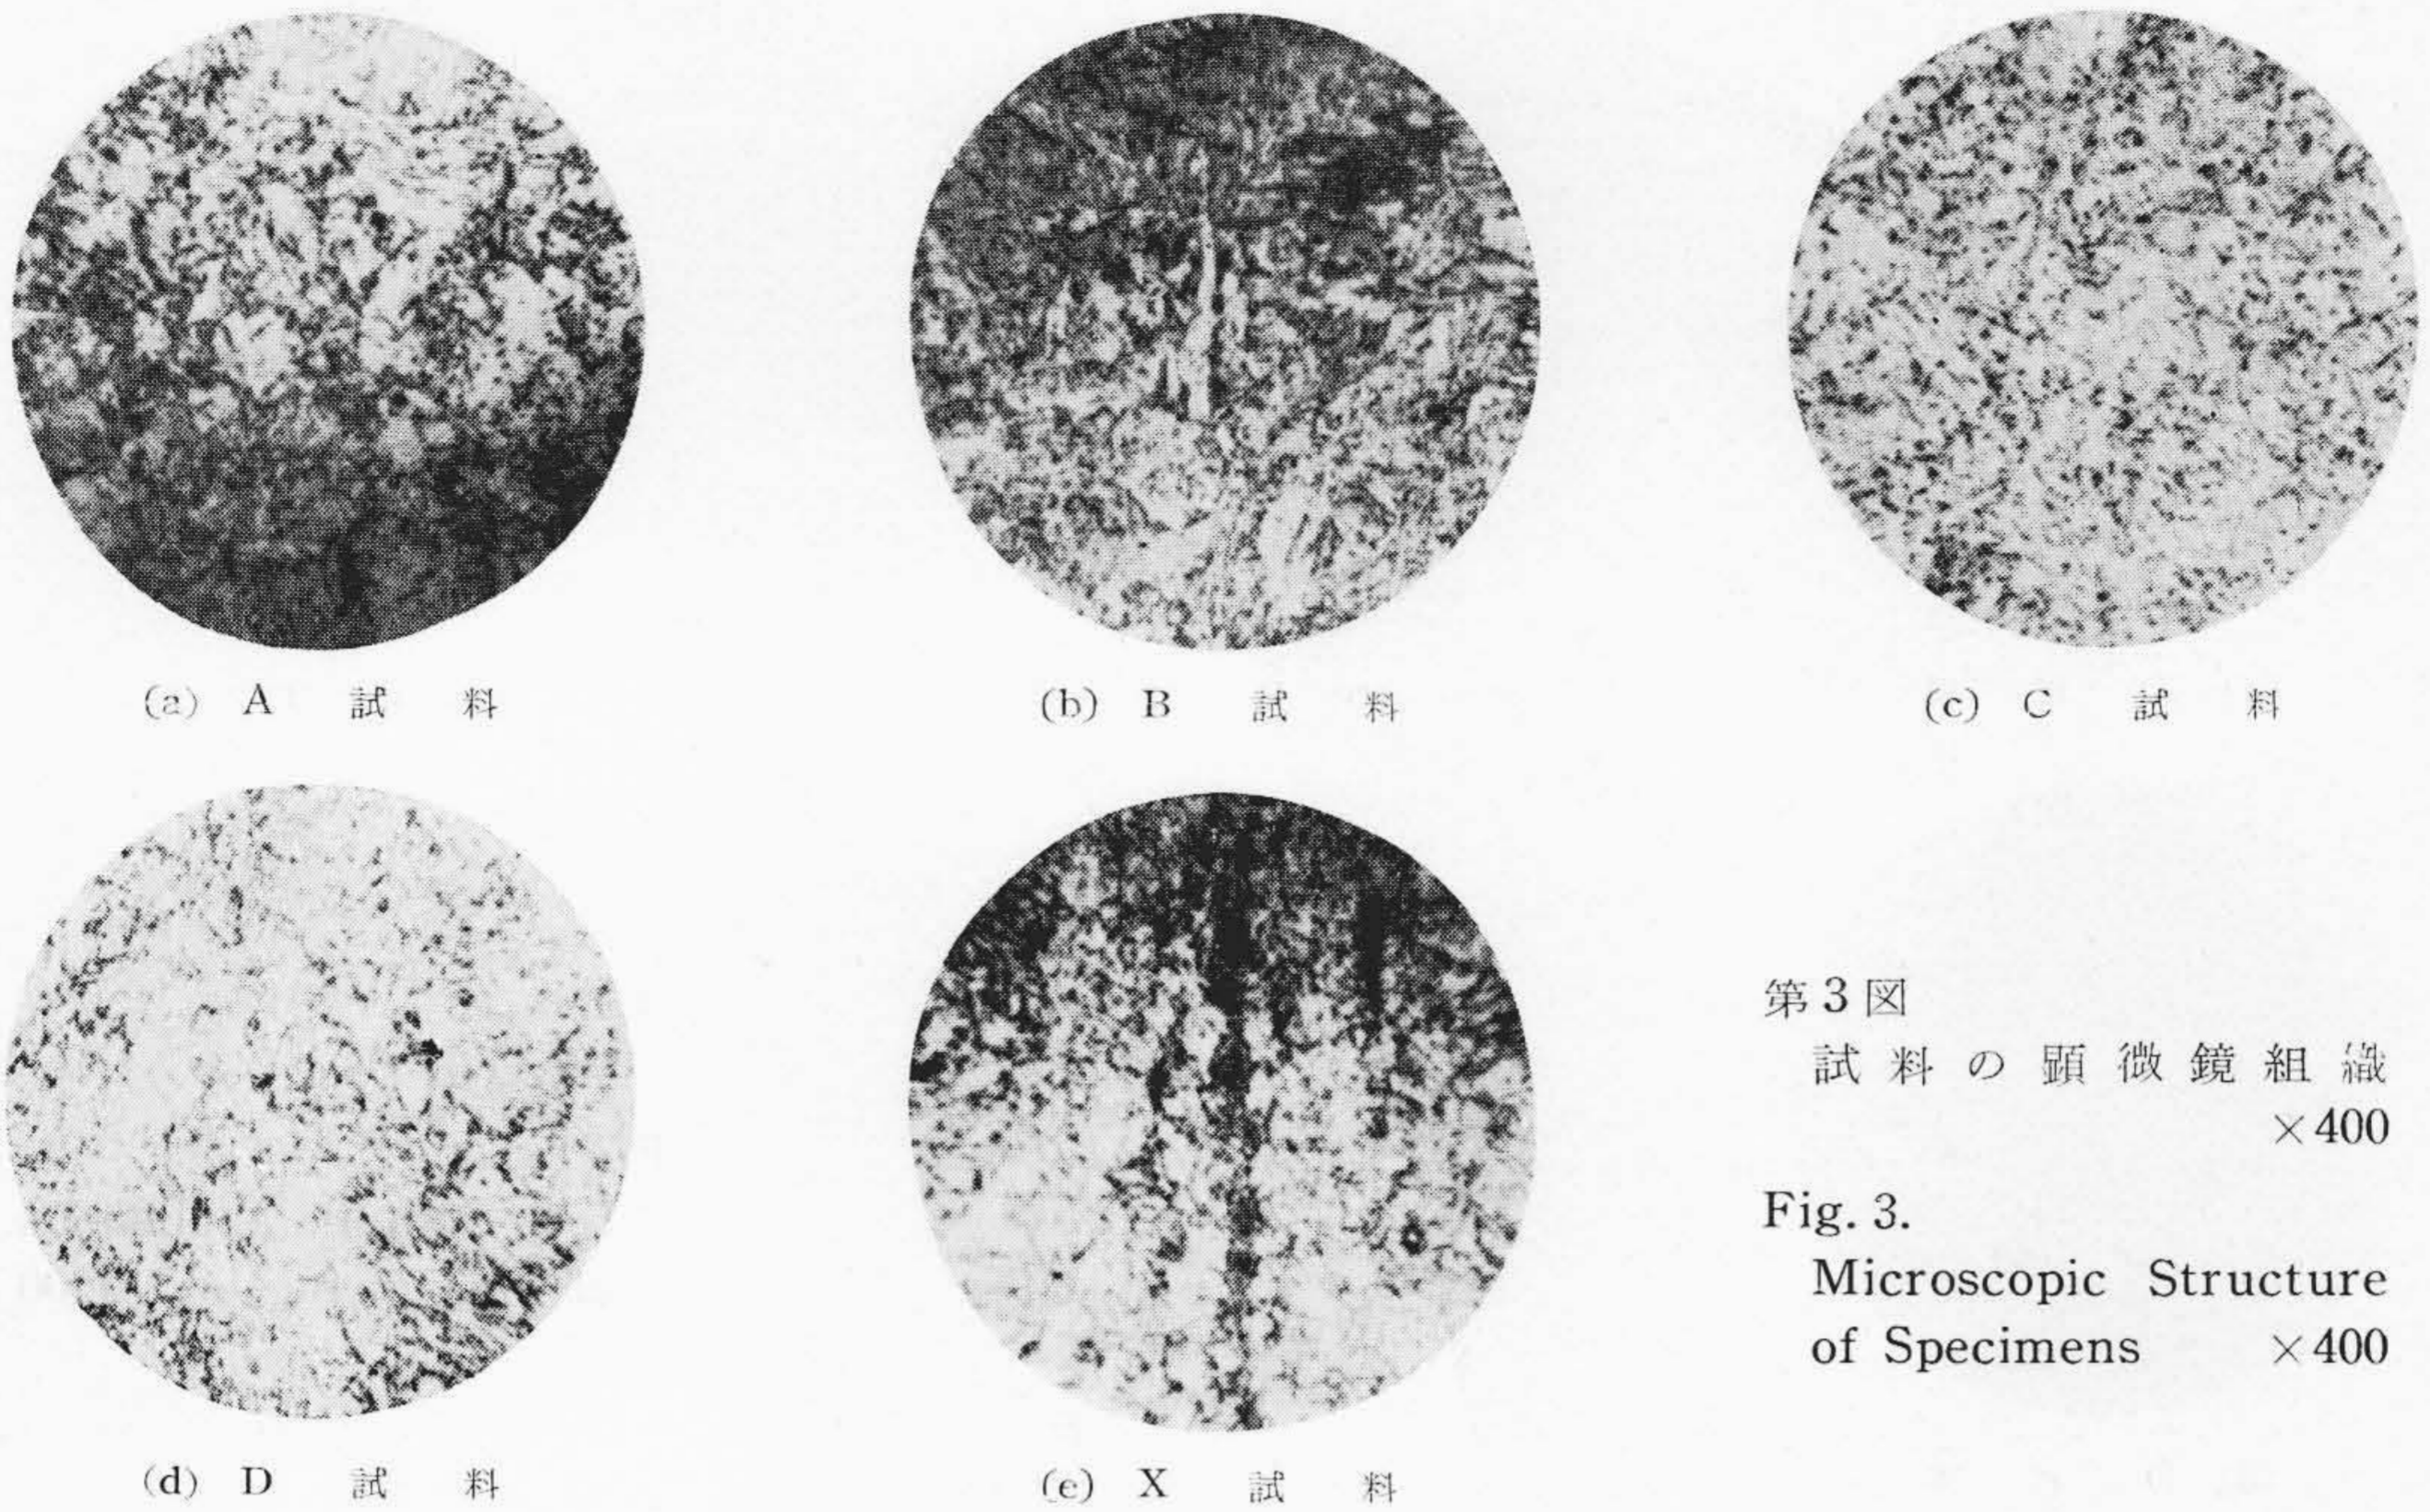 (a) A 試料
(b) B 試料
(c) C 試料
(d) D 試料
(e) X 試料
第3図
試料の顕微鏡組織
×400
Fig. 3.
Microscopic Structure
of Specimens ×400